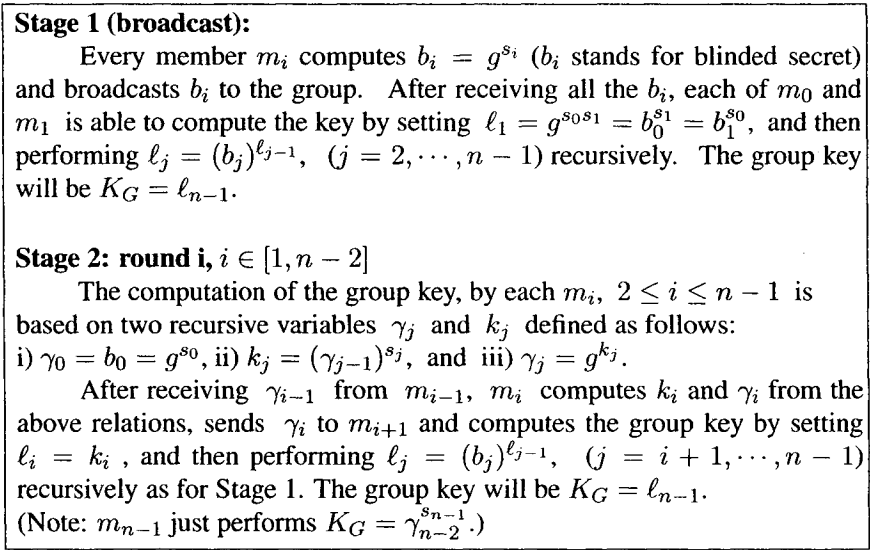 Stage 1 (broadcast):
Every member m_i computes b_i = g^{s_i} (b_i stands for blinded secret)
and broadcasts b_i to the group. After receiving all the b_i, each of m_0 and
m_1 is able to compute the key by setting ℓ_1 = g^{s_0 s_1} = b_0^{s_1} = b_1^{s_0}, and then
performing ℓ_j = (b_j)^{ℓ_{j-1}}, (j = 2, ⋯, n − 1) recursively. The group key
will be K_G = ℓ_{n-1}.
Stage 2: round i, i ∈ [1, n − 2]
The computation of the group key, by each m_i, 2 ≤ i ≤ n − 1 is
based on two recursive variables γ_j and k_j defined as follows:
i) γ_0 = b_0 = g^{s_0}, ii) k_j = (γ_{j-1})^{s_j}, and iii) γ_j = g^{k_j}.
After receiving γ_{i-1} from m_{i-1}, m_i computes k_i and γ_i from the
above relations, sends γ_i to m_{i+1} and computes the group key by setting
ℓ_i = k_i , and then performing ℓ_j = (b_j)^{ℓ_{j-1}}, (j = i + 1, ⋯, n − 1)
recursively as for Stage 1. The group key will be K_G = ℓ_{n-1}.
(Note: m_{n-1} just performs K_G = γ_{n-2}^{s_{n-1}}.)